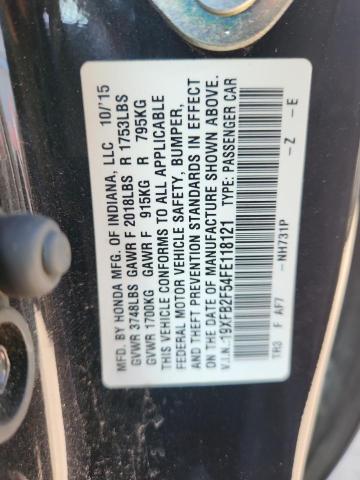 MFD. BY HONDA MFG. OF INDIANA, LLC 10/'15
GVWR 3748LBS GAWR F 2018LBS R 1753LBS
GVWR 1700KG GAWR F 915KG R 795KG
THIS VEHICLE CONFORMS TO ALL APPLICABLE
FEDERAL MOTOR VEHICLE SAFETY, BUMPER,
AND THEFT PREVENTION STANDARDS IN EFFECT
ON THE DATE OF MANUFACTURE SHOWN ABOVE.
V.I.N.: 19XFB2F54FE118121 TYPE: PASSENGER CAR
NH731P
TR3 F AF7 - Z - E